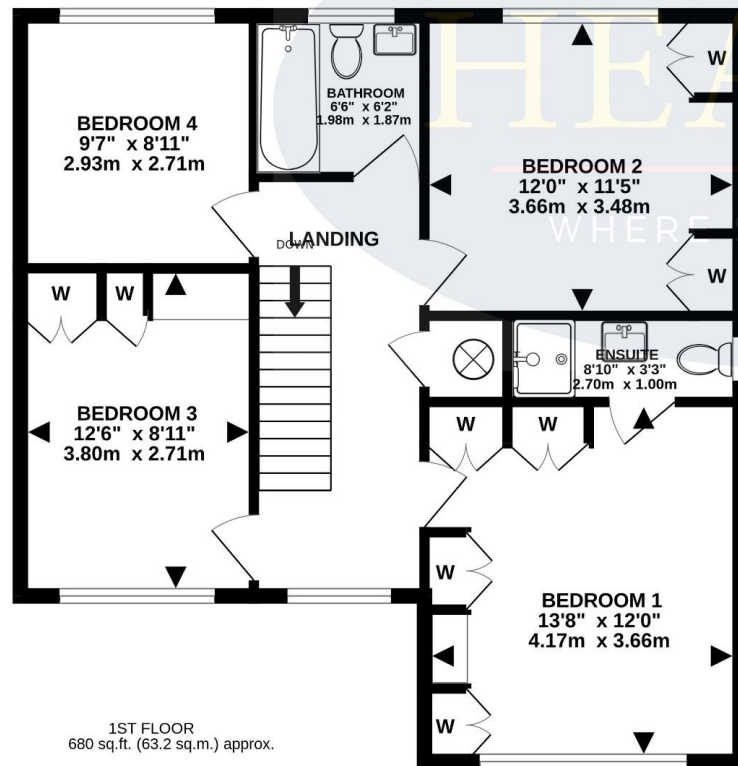 HEA
WHERE
BEDROOM 4
9'7" x 8'11"
2.93m x 2.71m
BATHROOM
6'6" x 6'2"
1.98m x 1.87m
W
BEDROOM 2
12'0" x 11'5"
3.66m x 3.48m
W
LANDING
DOWN
W
W
BEDROOM 3
12'6" x 8'11"
3.80m x 2.71m
ENSUITE
8'10" x 3'3"
2.70m x 1.00m
W
W
W
BEDROOM 1
13'8" x 12'0"
4.17m x 3.66m
W
1ST FLOOR
680 sq.ft. (63.2 sq.m.) approx.